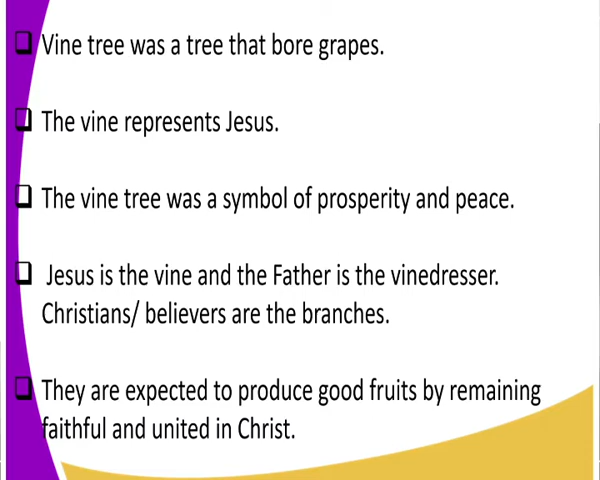 Vine tree was a tree that bore grapes.
The vine represents Jesus.
The vine tree was a symbol of prosperity and peace.
Jesus is the vine and the Father is the vinedresser.
Christians/ believers are the branches.
They are expected to produce good fruits by remaining
faithful and united in Christ.